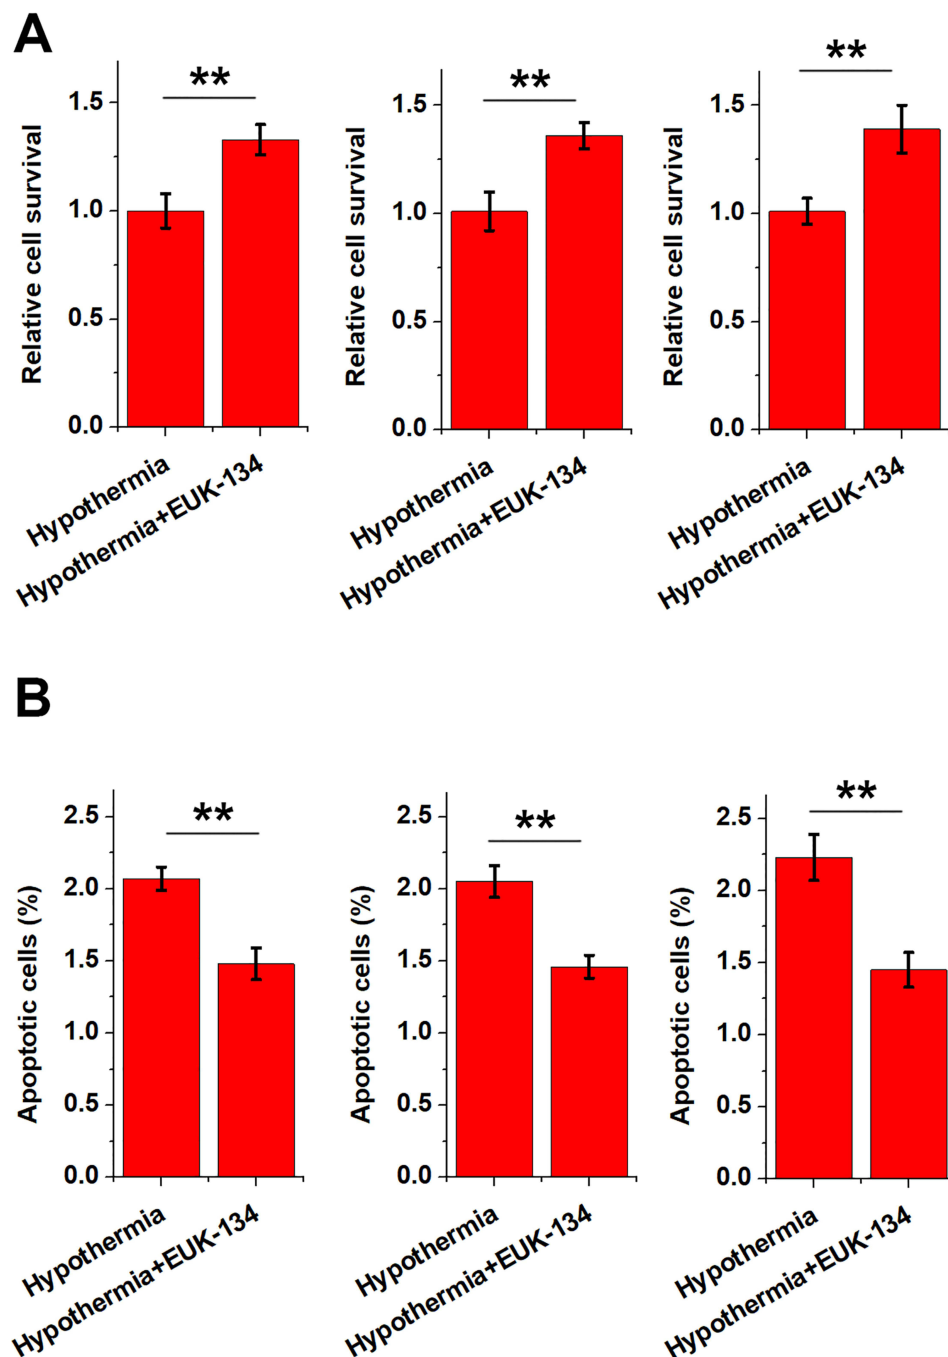 A
**
**
**
Relative cell survival
1.5
1.0
0.5
0.0
Relative cell survival
1.5
1.0
0.5
0.0
Relative cell survival
1.5
1.0
0.5
0.0
Hypothermia
Hypothermia+EUK-134
Hypothermia
Hypothermia+EUK-134
Hypothermia
Hypothermia+EUK-134
B
**
**
**
Apoptotic cells (%)
2.5
2.0
1.5
1.0
0.5
0.0
Apoptotic cells (%)
2.5
2.0
1.5
1.0
0.5
0.0
Apoptotic cells (%)
2.5
2.0
1.5
1.0
0.5
0.0
Hypothermia
Hypothermia+EUK-134
Hypothermia
Hypothermia+EUK-134
Hypothermia
Hypothermia+EUK-134